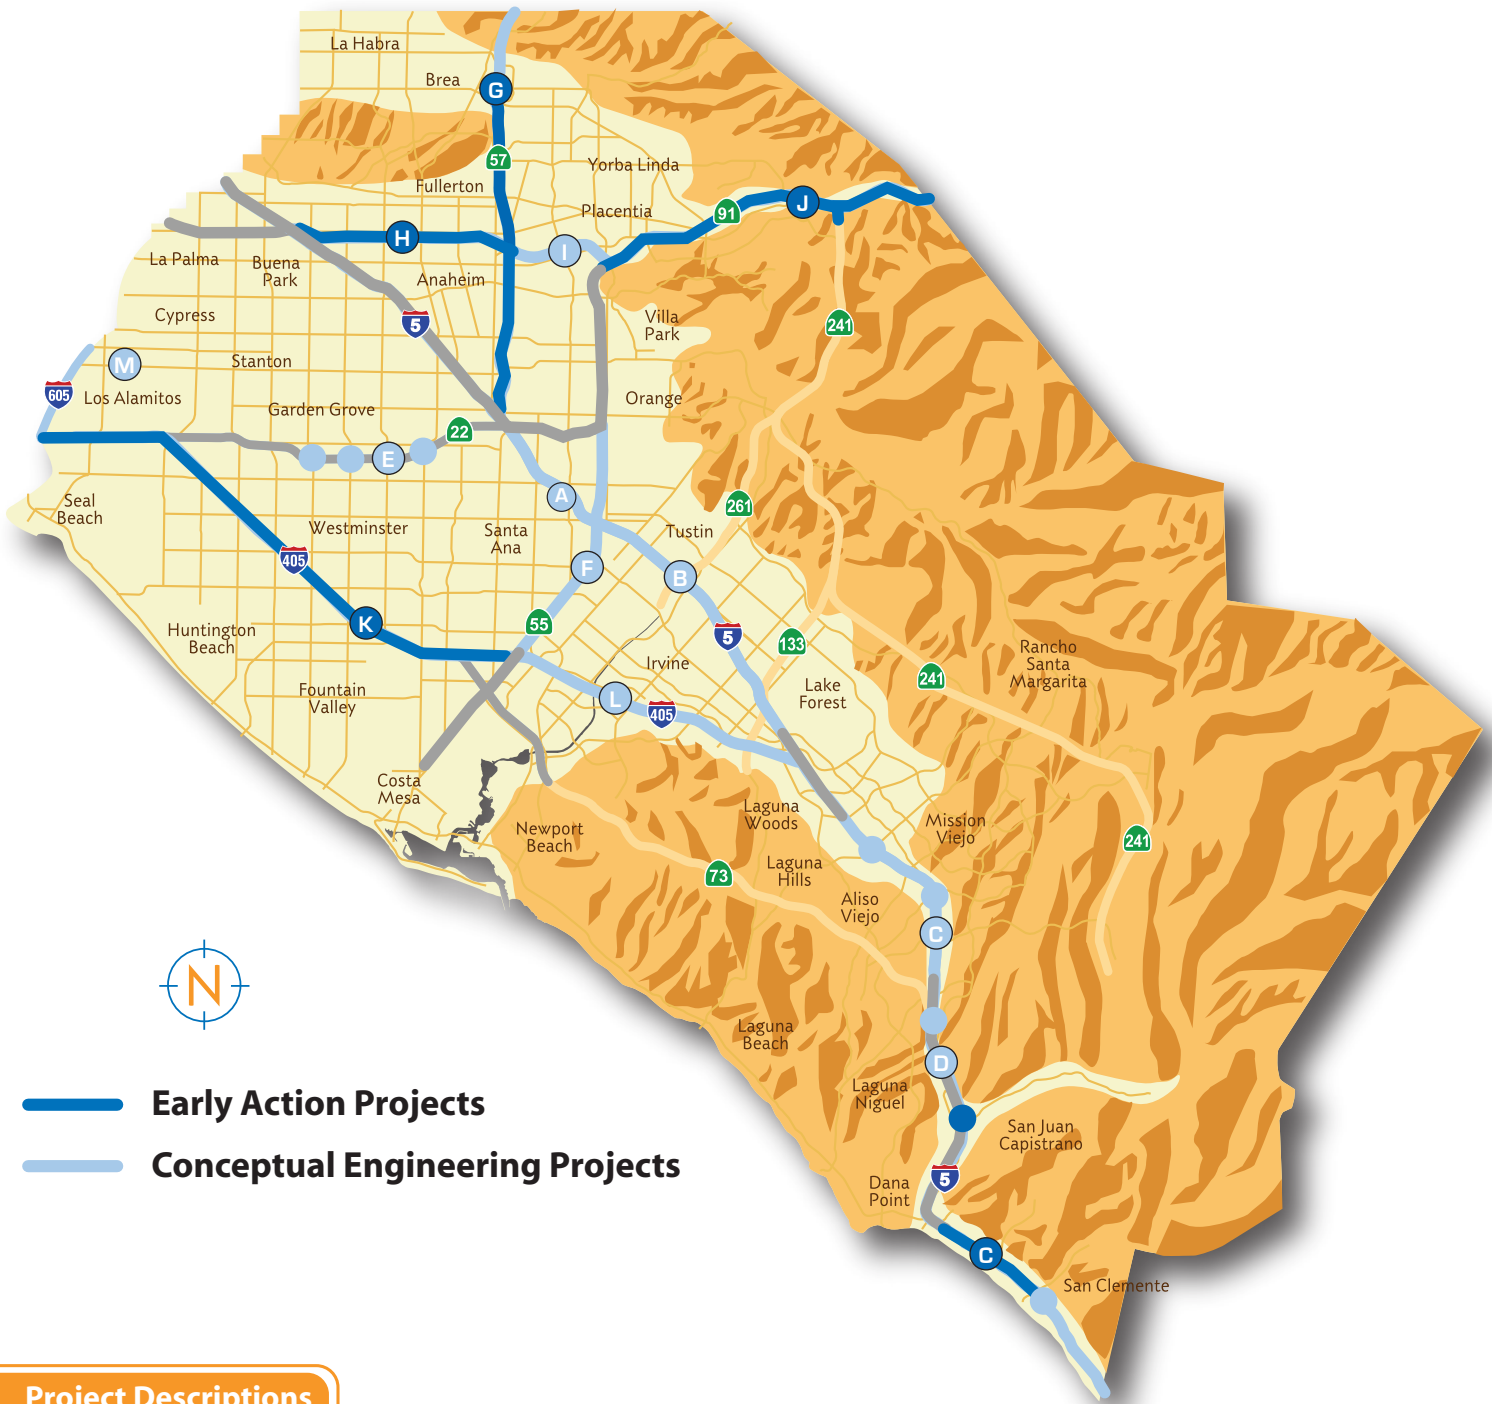 La Habra
Brea
G
57
Yorba Linda
Fullerton
Placentia
J
91
H
I
La Palma
Buena
Park
Anaheim
Cypress
5
Villa
Park
241
M
Stanton
605
Los Alamitos
Orange
Garden Grove
22
E
A
261
Seal
Beach
Westminster
Santa
Ana
Tustin
405
F
B
K
55
5
133
Huntington
Beach
Irvine
Rancho
Santa
Margarita
241
Fountain
Valley
L
405
Lake
Forest
Costa
Mesa
Newport
Beach
Laguna
Woods
Mission
Viejo
241
73
Laguna
Hills
Aliso
Viejo
C
N
Laguna
Beach
D
Laguna
Niguel
Early Action Projects
San Juan
Capistrano
Conceptual Engineering Projects
5
Dana
Point
C
San Clemente
Project Descriptions